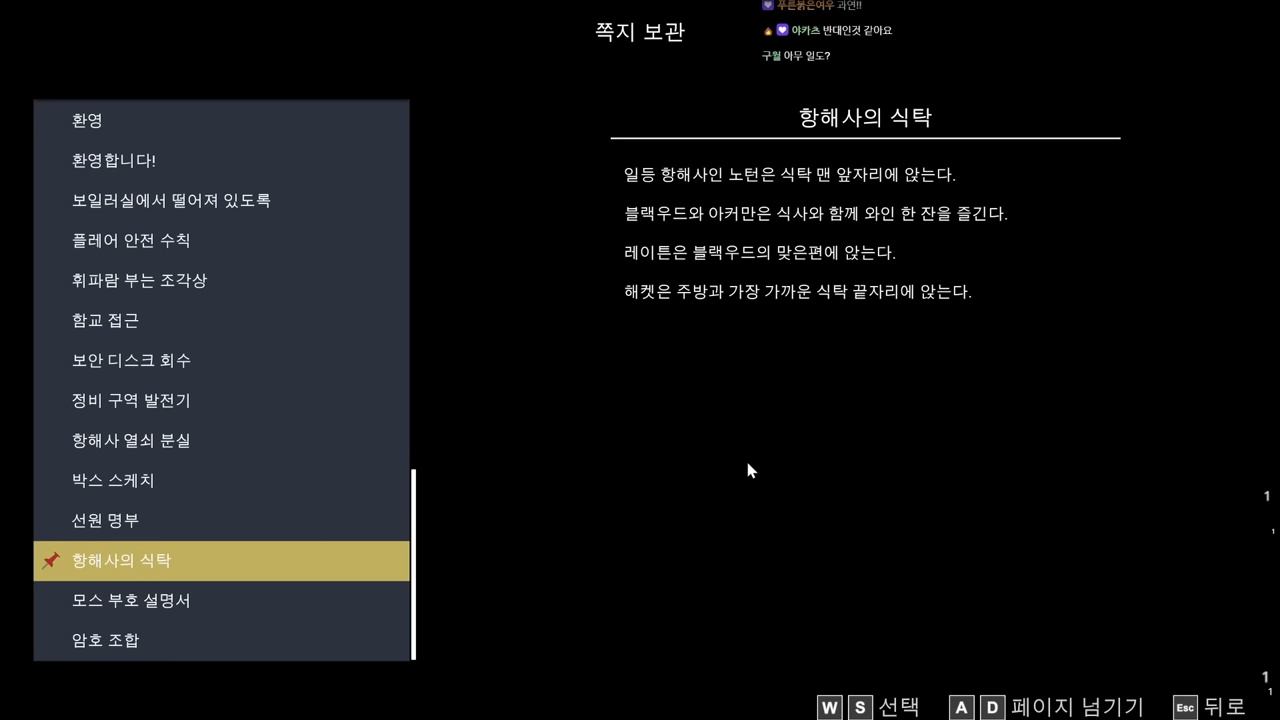 푸른붉은여우 과연!!
야카츠 반대인것 같아요
구월 아무 일도?
쪽지 보관
환영
환영합니다!
보일러실에서 떨어져 있도록
플레어 안전 수칙
휘파람 부는 조각상
함교 접근
보안 디스크 회수
정비 구역 발전기
항해사 열쇠 분실
박스 스케치
선원 명부
항해사의 식탁
모스 부호 설명서
암호 조합
항해사의 식탁
일등 항해사인 노턴은 식탁 맨 앞자리에 앉는다.
블랙우드와 아커만은 식사와 함께 와인 한 잔을 즐긴다.
레이튼은 블랙우드의 맞은편에 앉는다.
해켓은 주방과 가장 가까운 식탁 끝자리에 앉는다.
1
1
1
1
W S 선택 A D 페이지 넘기기 Esc 뒤로